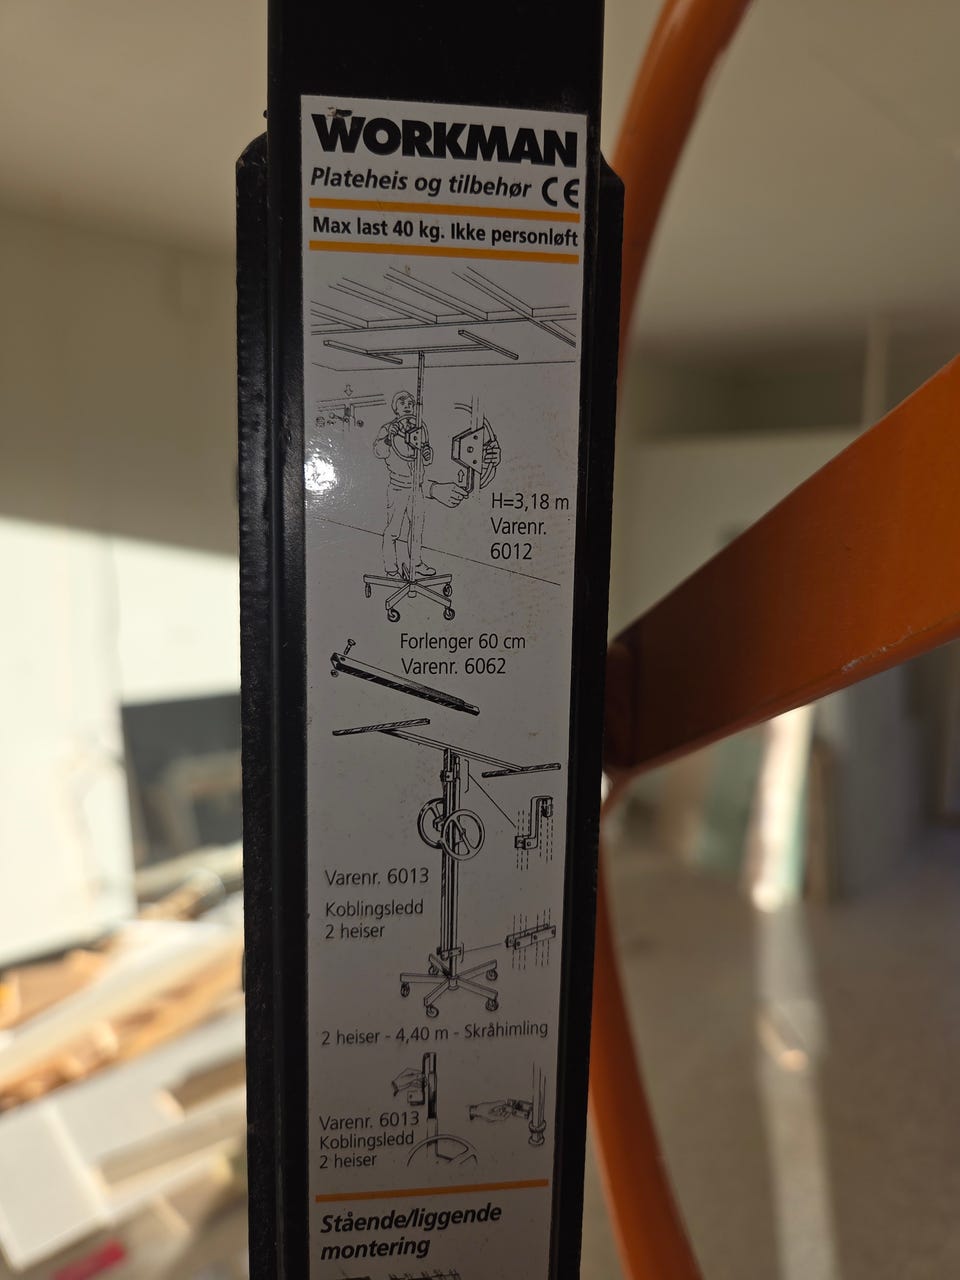 WORKMAN
Plateheis og tilbehør CE
Max last 40 kg. Ikke personløft
H=3,18 m
Varenr.
6012
Forlenger 60 cm
Varenr. 6062
Varenr. 6013
Koblingsledd
2 heiser
2 heiser - 4,40 m - Skråhimling
Varenr. 6013
Koblingsledd
2 heiser
Stående/liggende
montering